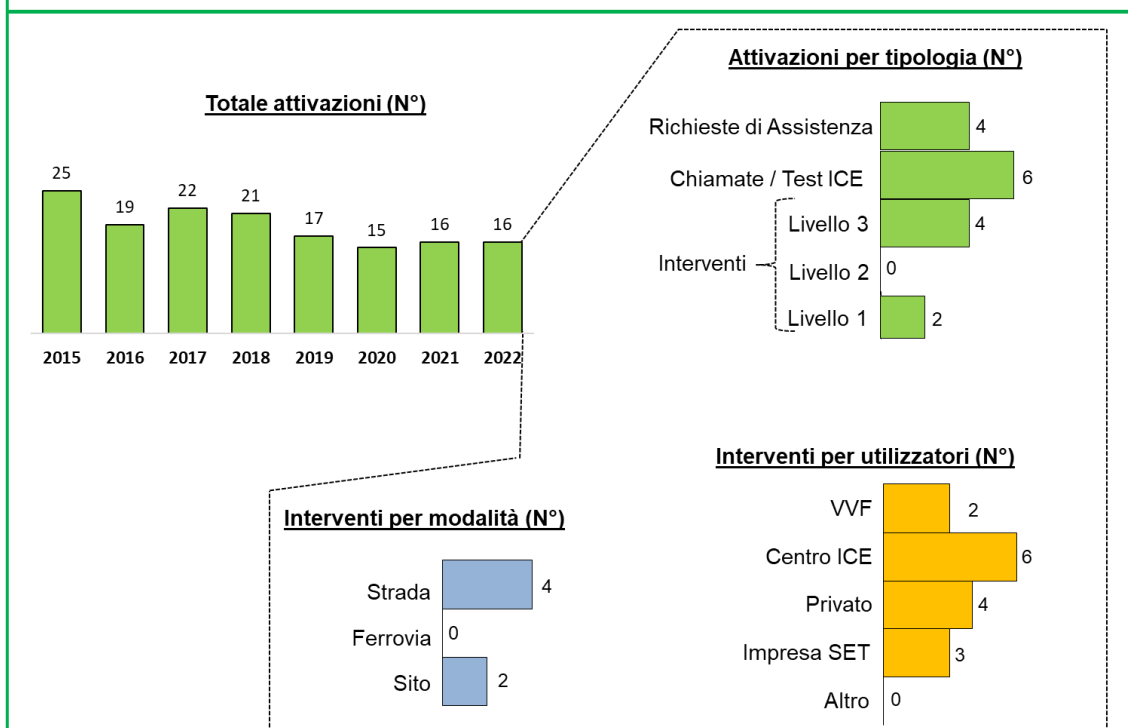 Totale attivazioni (N°)
25
19
22
21
17
15
16
16
2015
2016
2017
2018
2019
2020
2021
2022
Attivazioni per tipologia (N°)
Richieste di Assistenza
4
Chiamate / Test ICE
6
Interventi
Livello 3
4
Livello 2
0
Livello 1
2
Interventi per modalità (N°)
Strada
4
Ferrovia
0
Sito
2
Interventi per utilizzatori (N°)
VVF
2
Centro ICE
6
Privato
4
Impresa SET
3
Altro
0